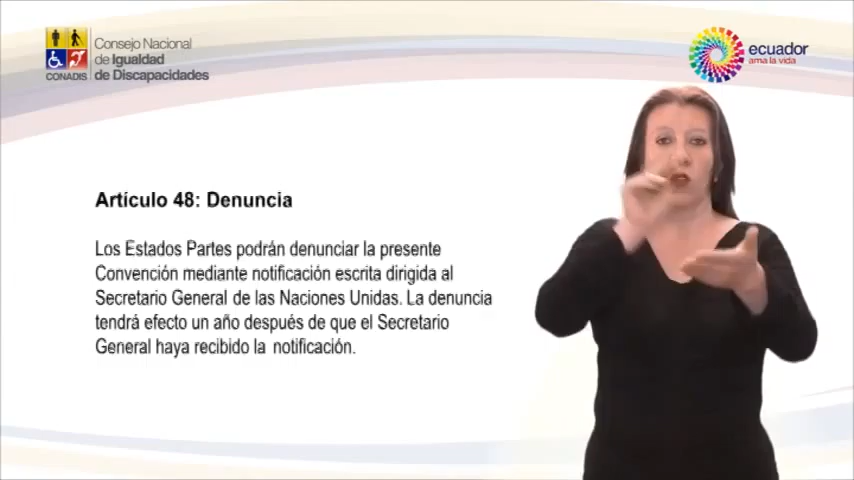 Consejo Nacional
de Igualdad
de Discapacidades
CONADIS
ecuador
ama la vida
Artículo 48: Denuncia
Los Estados Partes podrán denunciar la presente
Convención mediante notificación escrita dirigida al
Secretario General de las Naciones Unidas. La denuncia
tendrá efecto un año después de que el Secretario
General haya recibido la notificación.